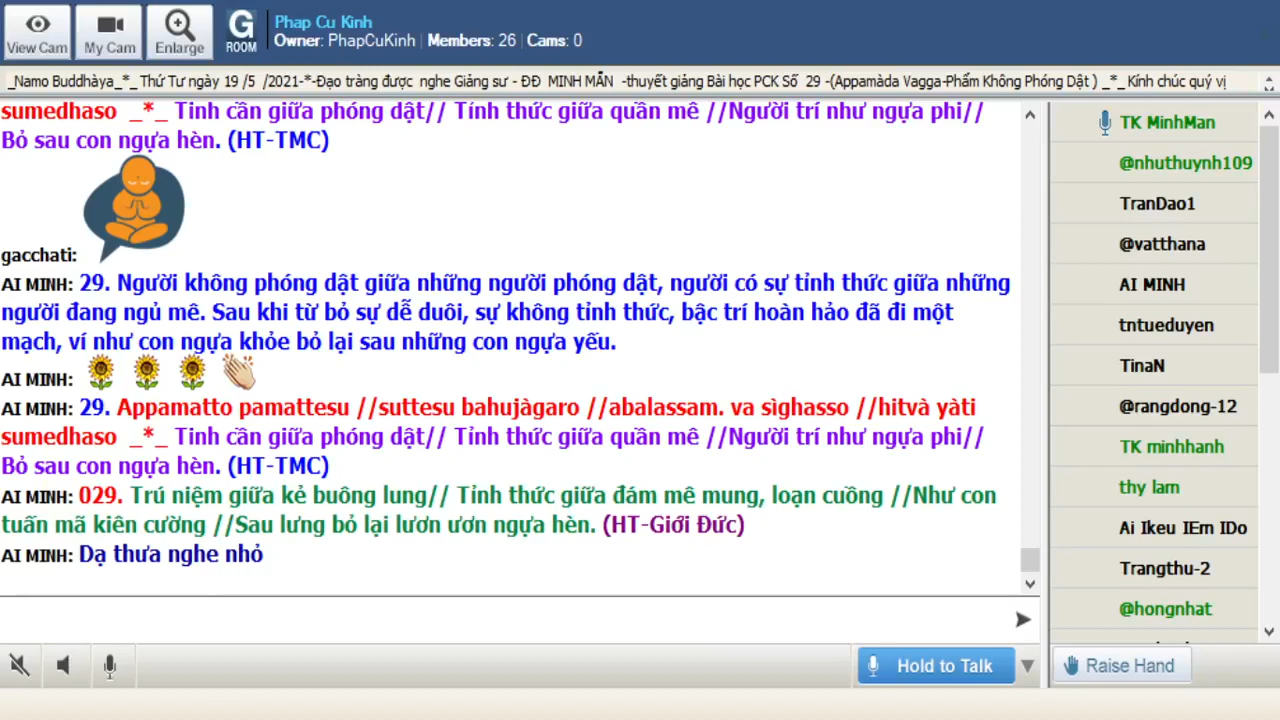 View Cam
My Cam
Enlarge
G
ROOM
Phap Cu Kinh
Owner: PhapCuKinh | Members: 26 | Cams: 0
_Namo Buddhàya_*_ Thứ Tư ngày 19 /5 /2021-*-Đạo tràng được nghe Giảng sư - ĐĐ MINH MẪN -thuyết giảng Bài học PCK Số 29 -(Appamàda Vagga-Phẩm Không Phóng Dật ) _*_Kính chúc quý vị
sumedhaso _*_ Tinh cần giữa phóng dật// Tỉnh thức giữa quần mê //Người trí như ngựa phi//
Bỏ sau con ngựa hèn. (HT-TMC)
gacchati:
AI MINH: 29. Người không phóng dật giữa những người phóng dật, người có sự tỉnh thức giữa những
người đang ngủ mê. Sau khi từ bỏ sự dễ duôi, sự không tỉnh thức, bậc trí hoàn hảo đã đi một
mạch, ví như con ngựa khỏe bỏ lại sau những con ngựa yếu.
AI MINH:
AI MINH: 29. Appamatto pamattesu //suttesu bahujàgaro //abalassam. va sìghasso //hitvà yàti
sumedhaso _*_ Tinh cần giữa phóng dật// Tỉnh thức giữa quần mê //Người trí như ngựa phi//
Bỏ sau con ngựa hèn. (HT-TMC)
AI MINH: 029. Trú niệm giữa kẻ buông lung// Tỉnh thức giữa đám mê mung, loạn cuồng //Như con
tuấn mã kiên cường //Sau lưng bỏ lại lươn ươn ngựa hèn. (HT-Giới Đức)
AI MINH: Dạ thưa nghe nhỏ
TK MinhMan
@nhuthuynh109
TranDao1
@vatthana
AI MINH
tntueduyen
TinaN
@rangdong-12
TK minhhanh
thy lam
Ai Ikeu IEm IDo
Trangthu-2
@hongnhat
Hold to Talk
Raise Hand